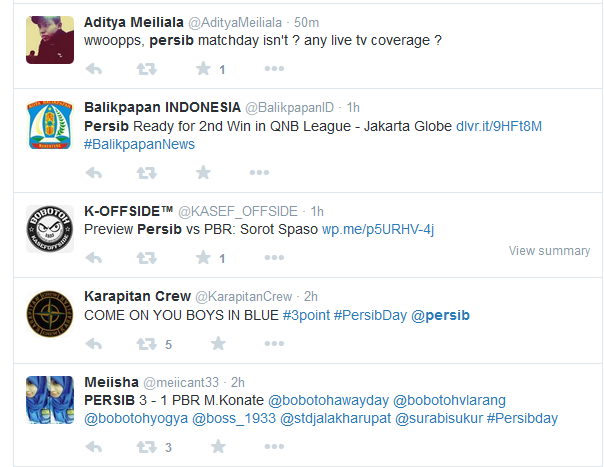 Aditya Meiliala @AdityaMeiliala · 50m
wwoopps, persib matchday isn't ? any live tv coverage ?
1
Balikpapan INDONESIA @BalikpapanID · 1h
Persib Ready for 2nd Win in QNB League - Jakarta Globe dlvr.it/9HFt8M
#BalikpapanNews
K-OFFSIDE™ @KASEF_OFFSIDE · 1h
Preview Persib vs PBR: Sorot Spaso wp.me/p5URHV-4j
1
View summary
Karapitan Crew @KarapitanCrew · 2h
COME ON YOU BOYS IN BLUE #3point #PersibDay @persib
5
Meiisha @meiicant33 · 2h
PERSIB 3 - 1 PBR M.Konate @bobotohawayday @bobotohvlarang
@bobotohyogya @boss_1933 @stdjalakharupat @surabisukur #Persibday
3